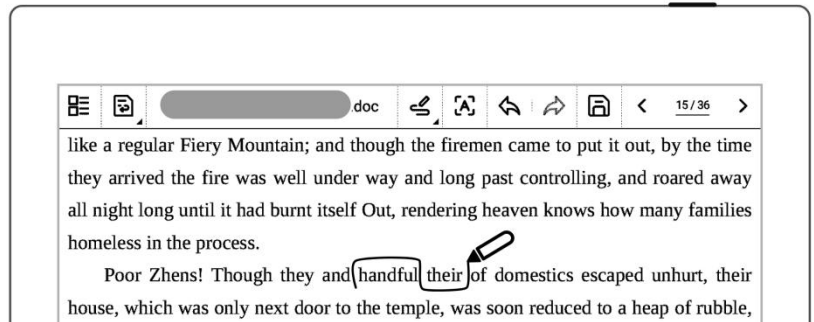 .doc
15 / 36
like a regular Fiery Mountain; and though the firemen came to put it out, by the time
they arrived the fire was well under way and long past controlling, and roared away
all night long until it had burnt itself Out, rendering heaven knows how many families
homeless in the process.
Poor Zhens! Though they and handful their of domestics escaped unhurt, their
house, which was only next door to the temple, was soon reduced to a heap of rubble,